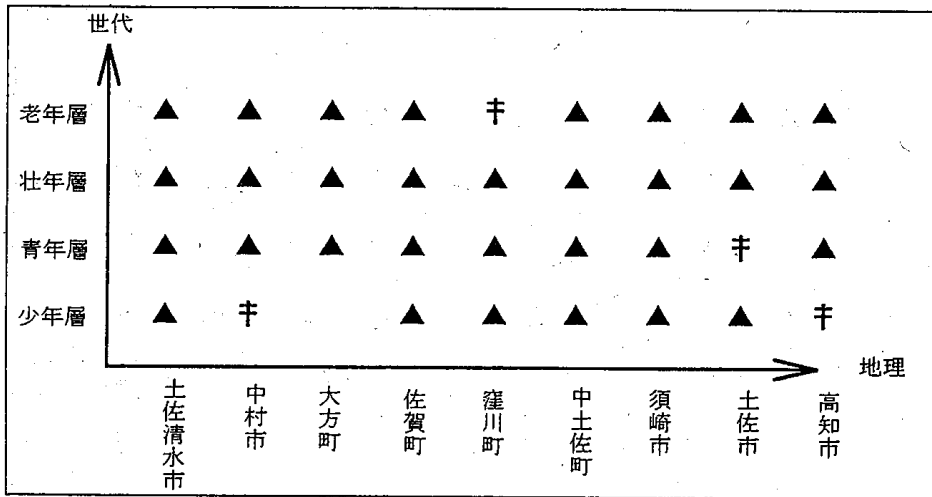 世代
老年層
壮年層
青年層
少年層
地理
土佐清水市
中村市
大方町
佐賀町
窪川町
中土佐町
須崎市
土佐市
高知市